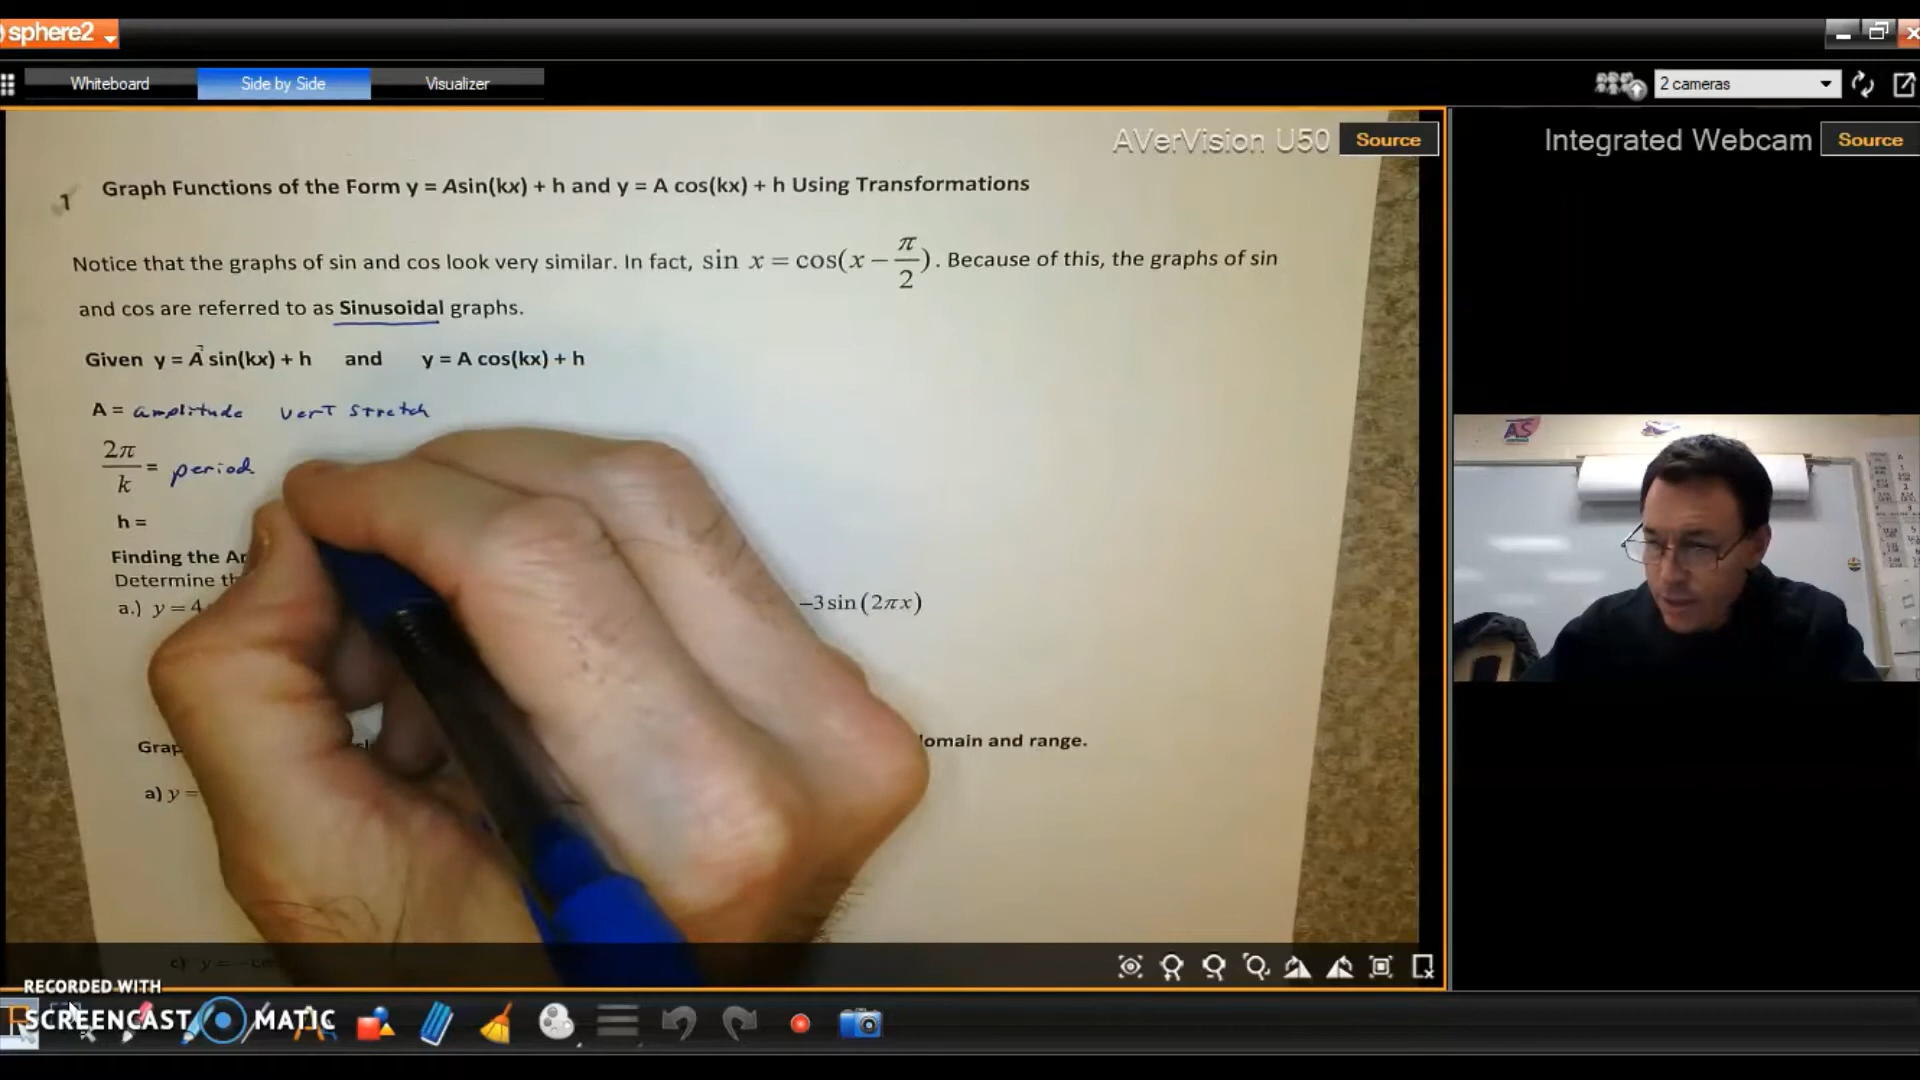 sphere2
Whiteboard Side by Side Visualizer 2 cameras
AVerVision U50 Source Integrated Webcam Source
1 Graph Functions of the Form y = Asin(kx) + h and y = A cos(kx) + h Using Transformations
Notice that the graphs of sin and cos look very similar. In fact, sin x = cos(x − π/2). Because of this, the graphs of sin
and cos are referred to as Sinusoidal graphs.
Given y = A sin(kx) + h and y = A cos(kx) + h
A = amplitude vert stretch
2π/k = period
h =
Finding the
Determine
a.) y = 4 −3 sin(2πx)
domain and range.
a) y =
c) y = −
RECORDED WITH
SCREENCAST MATIC
AS